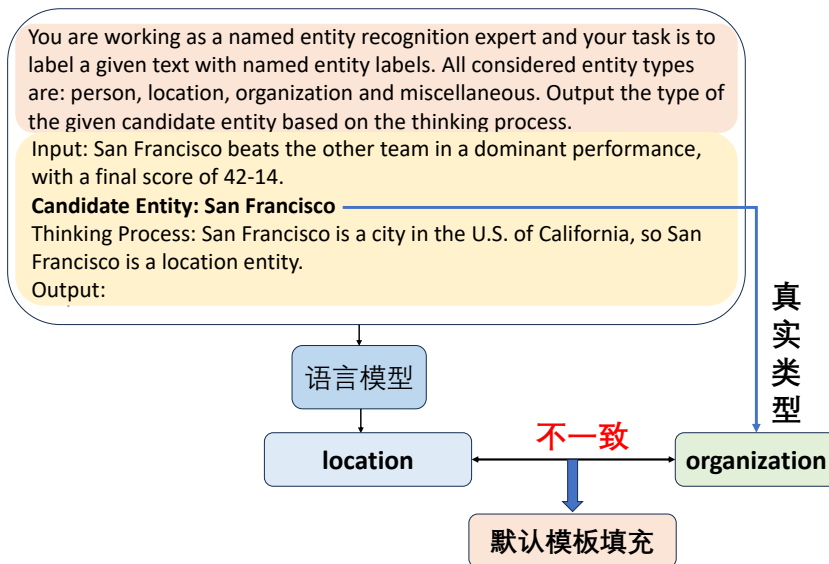 You are working as a named entity recognition expert and your task is to
label a given text with named entity labels. All considered entity types
are: person, location, organization and miscellaneous. Output the type of
the given candidate entity based on the thinking process.
Input: San Francisco beats the other team in a dominant performance,
with a final score of 42-14.
Candidate Entity: San Francisco
Thinking Process: San Francisco is a city in the U.S. of California, so San
Francisco is a location entity.
Output:
真实类型
语言模型
不一致
location
organization
默认模板填充